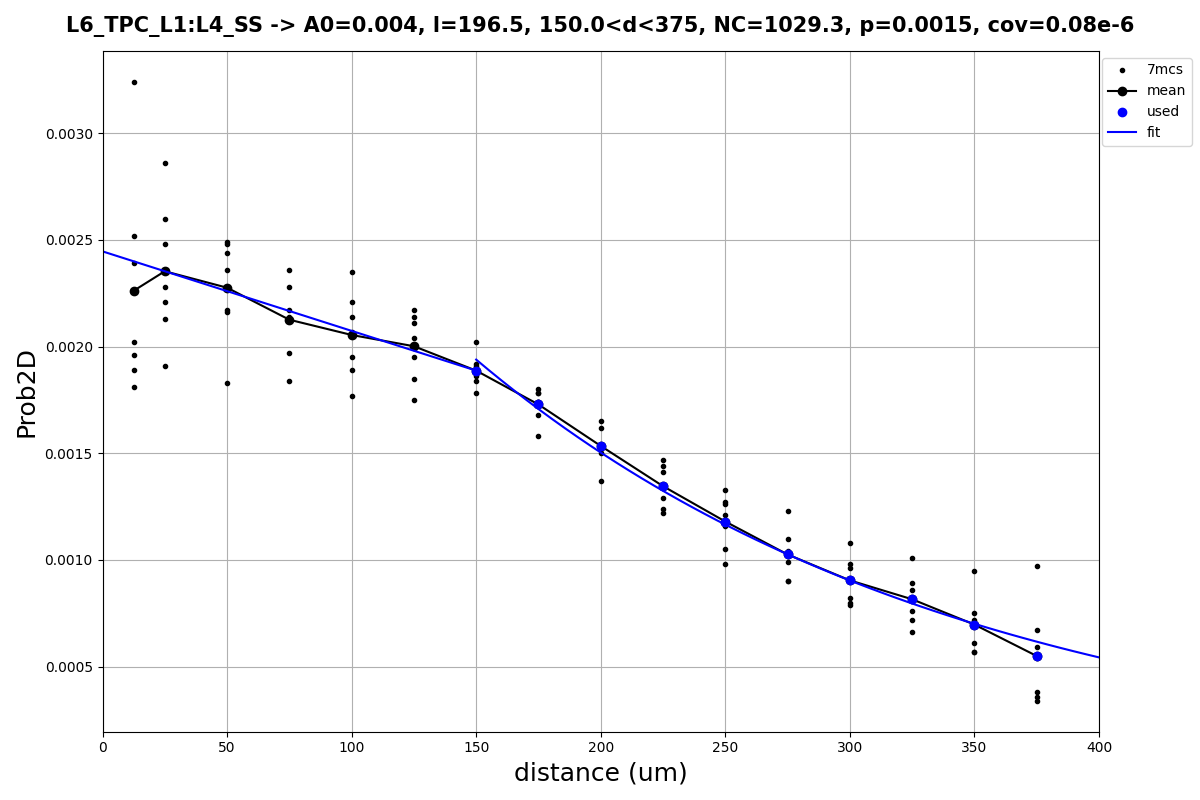 L6_TPC_L1:L4_SS -> A0=0.004, l=196.5, 150.0<d<375, NC=1029.3, p=0.0015, cov=0.08e-6
7mcs
mean
used
fit
0.0030
0.0025
0.0020
0.0015
0.0010
0.0005
Prob2D
0 50 100 150 200 250 300 350 400
distance (um)